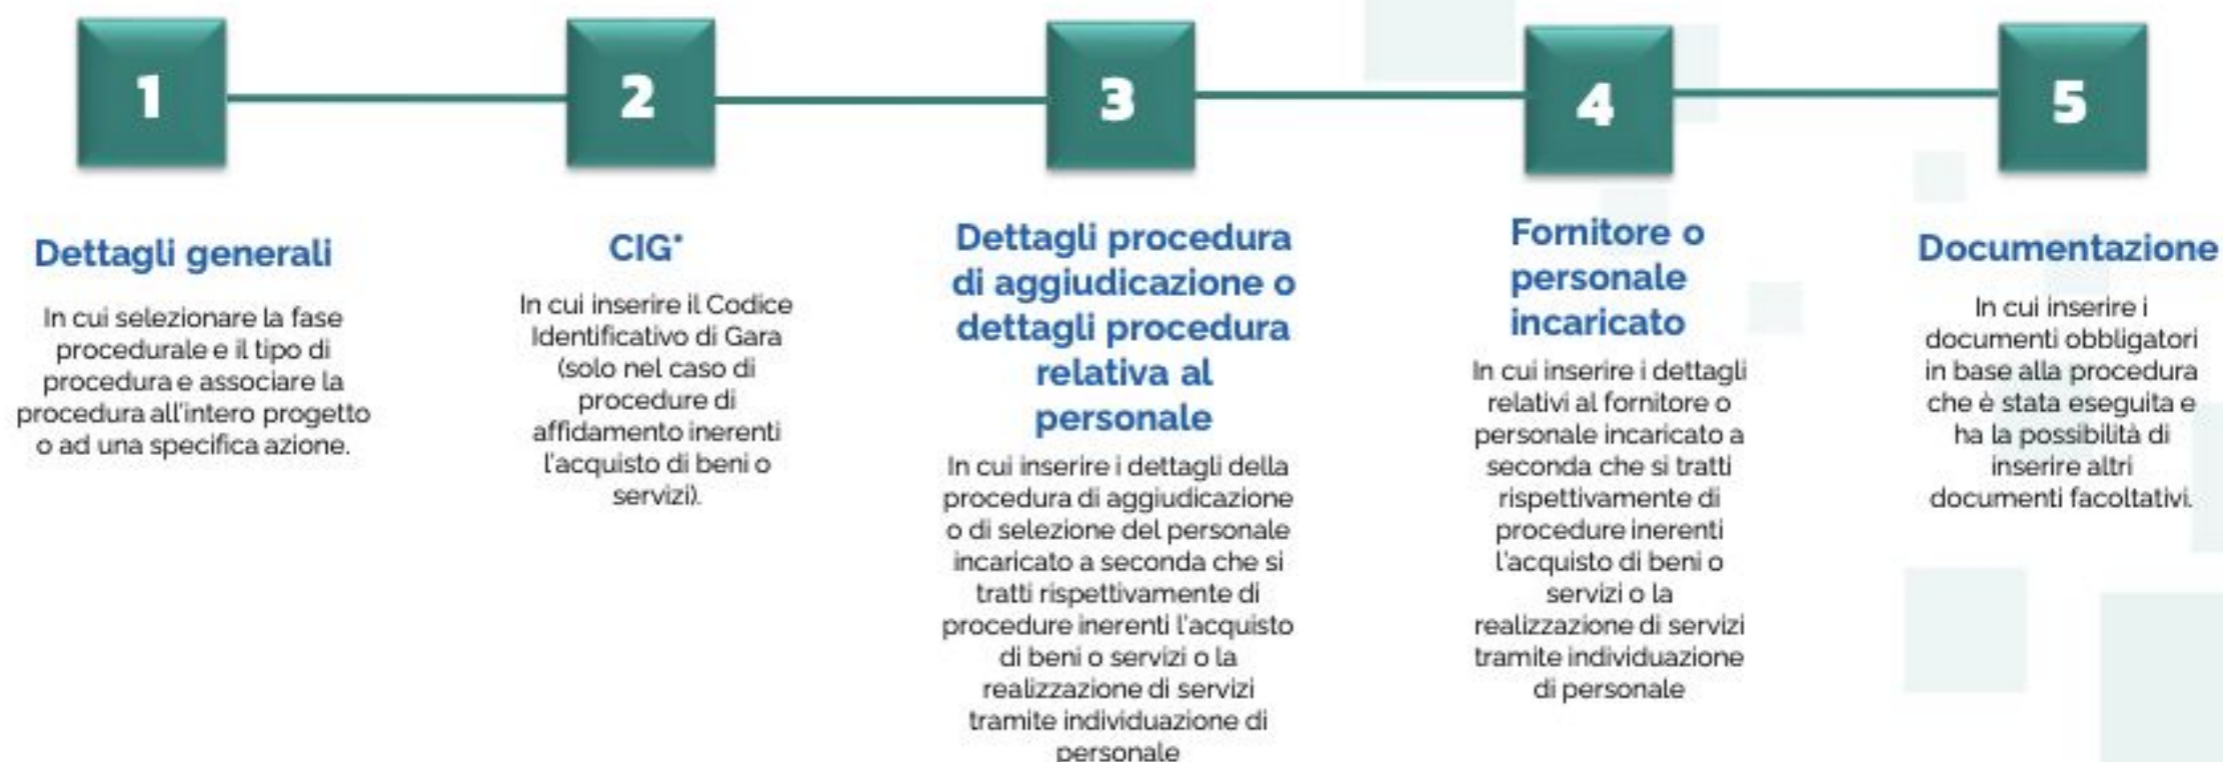 1
2
3
4
5
Dettagli generali
In cui selezionare la fase
procedurale e il tipo di
procedura e associare la
procedura all'intero progetto
o ad una specifica azione.
CIG*
In cui inserire il Codice
Identificativo di Gara
(solo nel caso di
procedure di
affidamento inerenti
l'acquisto di beni o
servizi).
Dettagli procedura
di aggiudicazione o
dettagli procedura
relativa al
personale
In cui inserire i dettagli della
procedura di aggiudicazione
o di selezione del personale
incaricato a seconda che si
tratti rispettivamente di
procedure inerenti l'acquisto
di beni o servizi o la
realizzazione di servizi
tramite individuazione di
personale
Fornitore o
personale
incaricato
In cui inserire i dettagli
relativi al fornitore o
personale incaricato a
seconda che si tratti
rispettivamente di
procedure inerenti
l'acquisto di beni o
servizi o la
realizzazione di servizi
tramite individuazione
di personale
Documentazione
In cui inserire i
documenti obbligatori
in base alla procedura
che è stata eseguita e
ha la possibilità di
inserire altri
documenti facoltativi.